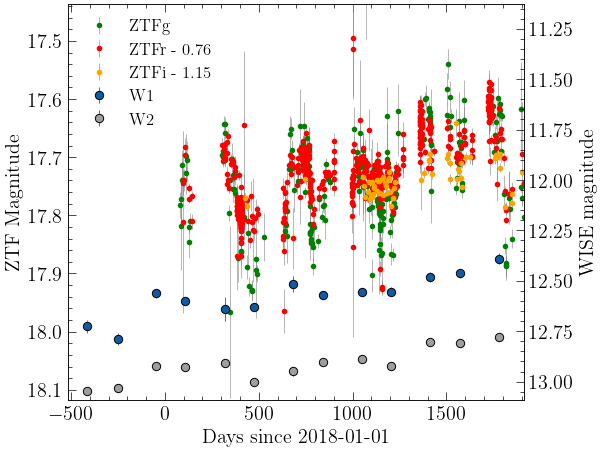 ZTFg
ZTFr - 0.76
ZTFi - 1.15
W1
W2
17.5
17.6
17.7
17.8
17.9
18.0
18.1
ZTF Magnitude
11.25
11.50
11.75
12.00
12.25
12.50
12.75
13.00
WISE magnitude
−500
0
500
1000
1500
Days since 2018-01-01